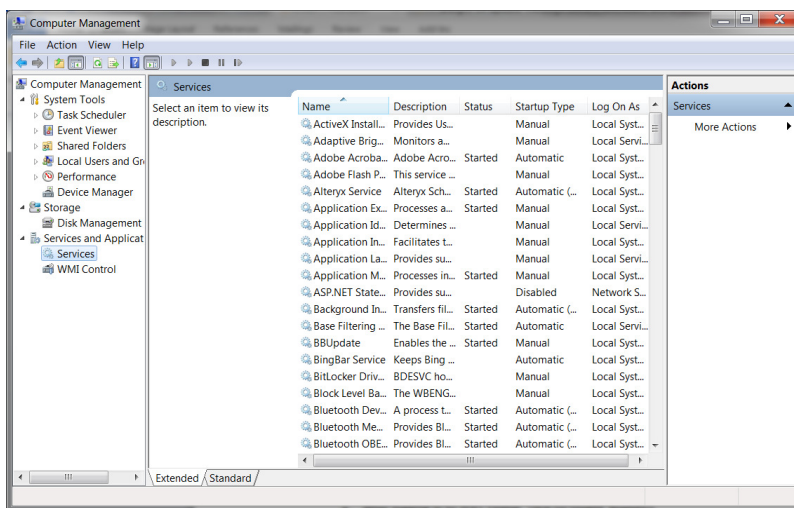 Computer Management
File Action View Help
Computer Management
System Tools
Task Scheduler
Event Viewer
Shared Folders
Local Users and Gr
Performance
Device Manager
Storage
Disk Management
Services and Applicat
Services
WMI Control
Services
Select an item to view its
description.
Name Description Status Startup Type Log On As
ActiveX Install... Provides Us... Manual Local Syst...
Adaptive Brig... Monitors a... Manual Local Servi...
Adobe Acroba... Adobe Acro... Started Automatic Local Syst...
Adobe Flash P... This service ... Manual Local Syst...
Alteryx Service Alteryx Sch... Started Automatic (... Local Syst...
Application Ex... Processes a... Started Manual Local Syst...
Application Id... Determines ... Manual Local Servi...
Application In... Facilitates t... Manual Local Syst...
Application La... Provides su... Manual Local Servi...
Application M... Processes in... Started Manual Local Syst...
ASP.NET State... Provides su... Disabled Network S...
Background In... Transfers fil... Started Automatic (... Local Syst...
Base Filtering ... The Base Fil... Started Automatic Local Servi...
BBUpdate Enables the ... Started Manual Local Syst...
BingBar Service Keeps Bing ... Automatic Local Syst...
BitLocker Driv... BDESVC ho... Manual Local Syst...
Block Level Ba... The WBENG... Manual Local Syst...
Bluetooth Dev... A process t... Started Automatic (... Local Syst...
Bluetooth Me... Provides Bl... Started Automatic (... Local Syst...
Bluetooth OBE... Provides Bl... Started Automatic (... Local Syst...
Extended Standard
Actions
Services
More Actions